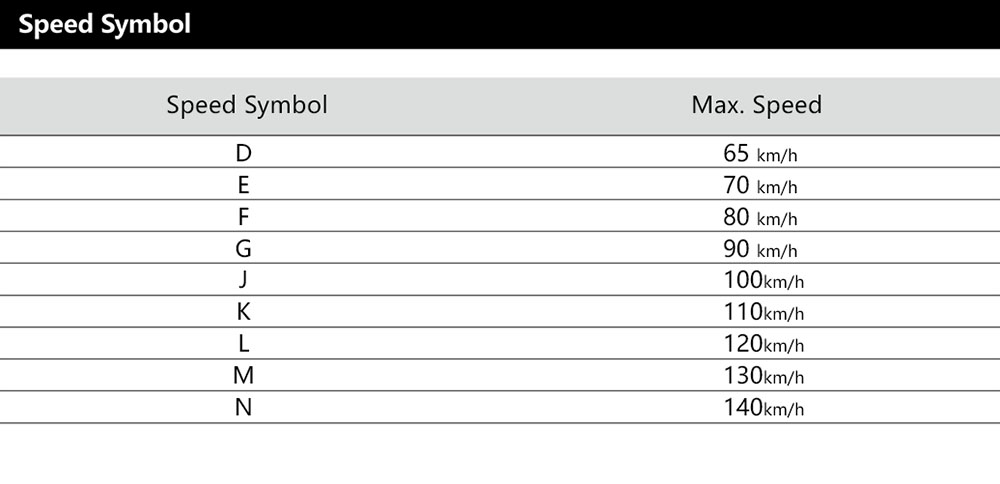 Speed Symbol
Speed Symbol Max. Speed
D 65 km/h
E 70 km/h
F 80 km/h
G 90 km/h
J 100km/h
K 110km/h
L 120km/h
M 130km/h
N 140km/h